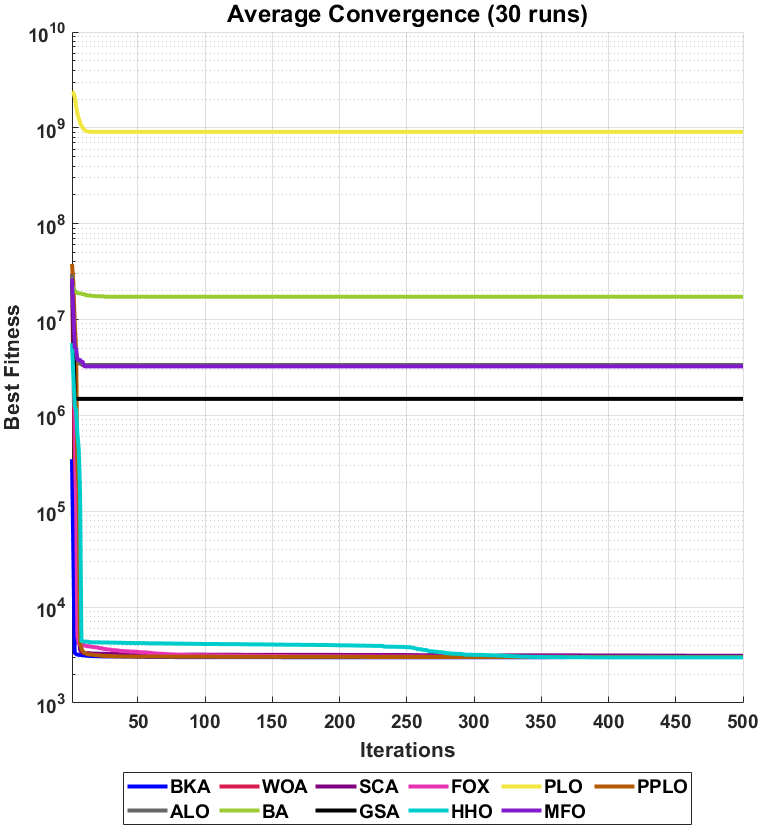 Average Convergence (30 runs)
10^10
10^9
10^8
10^7
10^6
10^5
10^4
10^3
Best Fitness
50 100 150 200 250 300 350 400 450 500
Iterations
BKA WOA SCA FOX PLO PPLO
ALO BA GSA HHO MFO